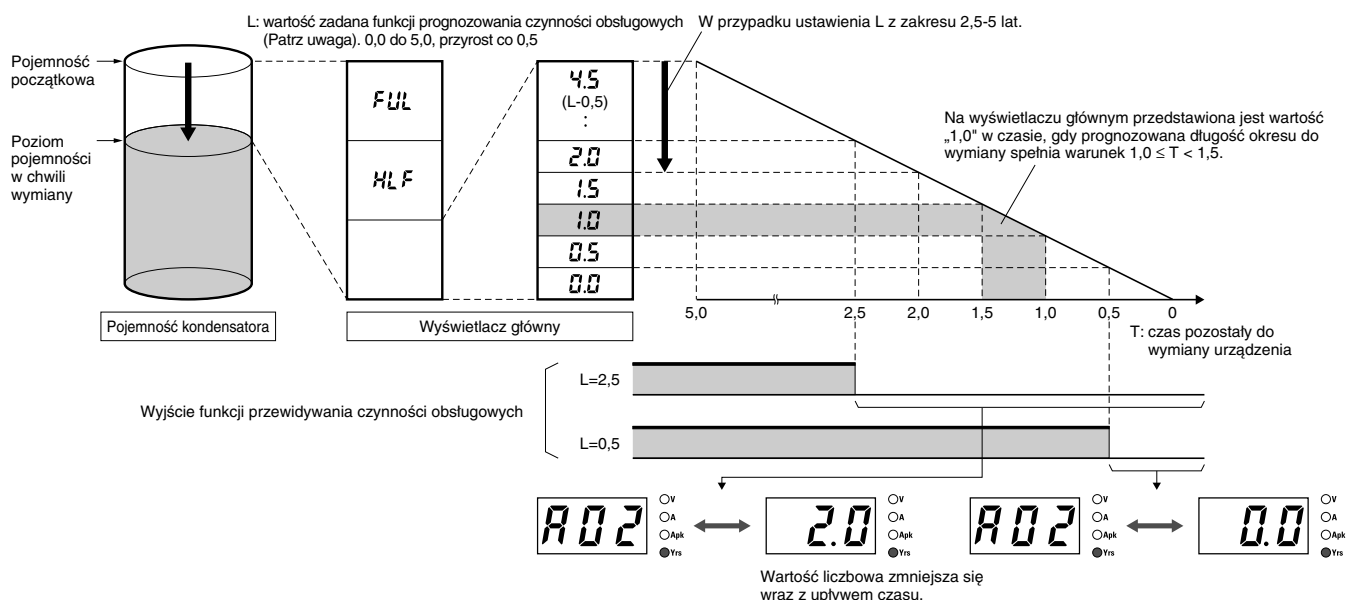 L: wartość zadana funkcji prognozowania czynności obsługowych
(Patrz uwaga). 0,0 do 5,0, przyrost co 0,5
W przypadku ustawienia L z zakresu 2,5-5 lat.
Pojemność
początkowa
Poziom
pojemności
w chwili
wymiany
FUL
HLF
4.5
(L-0,5)
:
2.0
1.5
1.0
0.5
0.0
Na wyświetlaczu głównym przedstawiona jest wartość
„1,0" w czasie, gdy prognozowana długość okresu do
wymiany spełnia warunek 1,0 ≤ T < 1,5.
5,0 2,5 2,0 1,5 1,0 0,5 0
T: czas pozostały do
wymiany urządzenia
Pojemność kondensatora
Wyświetlacz główny
Wyjście funkcji przewidywania czynności obsługowych
L=2,5
L=0,5
A02
V
A
Apk
Yrs
2.0
V
A
Apk
Yrs
A02
V
A
Apk
Yrs
0.0
V
A
Apk
Yrs
Wartość liczbowa zmniejsza się
wraz z upływem czasu.